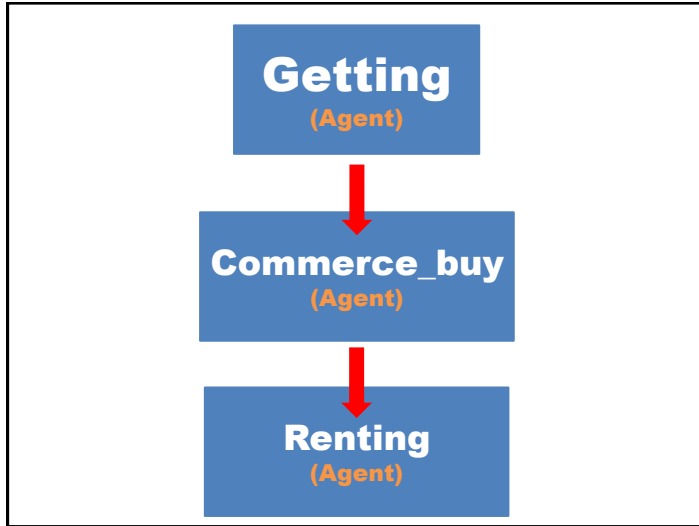 Getting
(Agent)
Commerce_buy
(Agent)
Renting
(Agent)